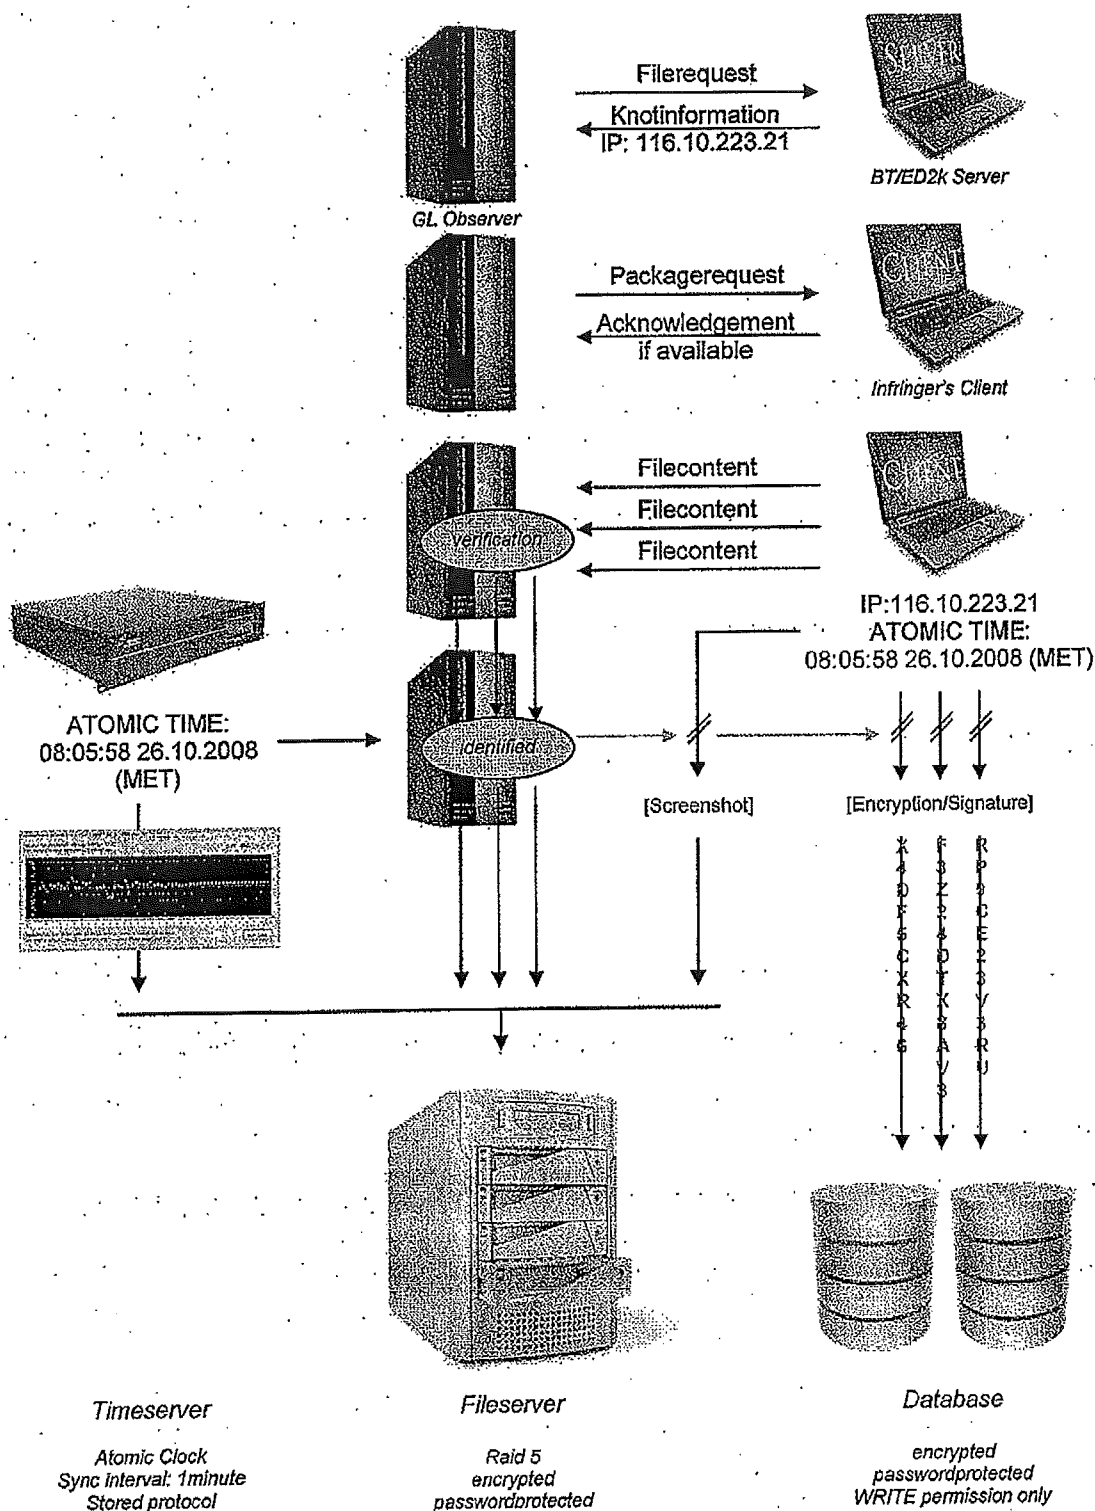 SERVER
Filerequest
Knotinformation
IP: 116.10.223.21
BT/ED2k Server
GL Observer
CLIENT
Packagerequest
Acknowledgement
if available
Infringer's Client
CLIENT
Filecontent
Filecontent
Filecontent
verification
IP:116.10.223.21
ATOMIC TIME:
08:05:58 26.10.2008 (MET)
ATOMIC TIME:
08:05:58 26.10.2008
(MET)
identified
[Screenshot]
[Encryption/Signature]
Timeserver
Atomic Clock
Sync Interval: 1minute
Stored protocol
Fileserver
Raid 5
encrypted
passwordprotected
Database
encrypted
passwordprotected
WRITE permission only